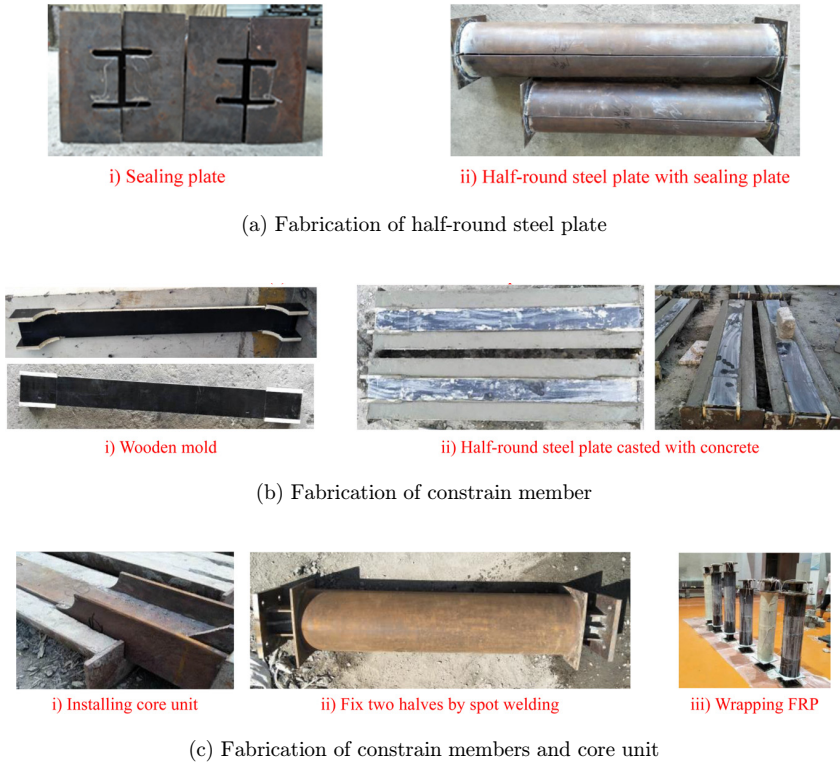 i) Sealing plate
ii) Half-round steel plate with sealing plate
(a) Fabrication of half-round steel plate
i) Wooden mold
ii) Half-round steel plate casted with concrete
(b) Fabrication of constrain member
i) Installing core unit
ii) Fix two halves by spot welding
iii) Wrapping FRP
(c) Fabrication of constrain members and core unit